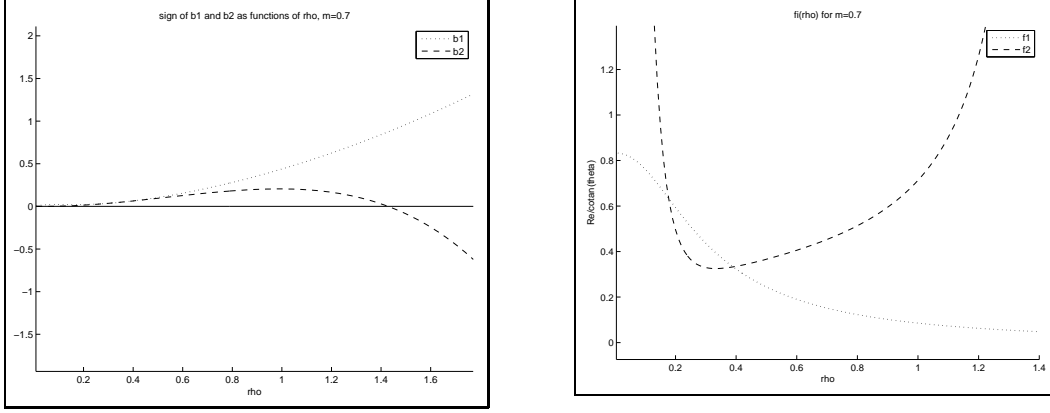 sign of b1 and b2 as functions of rho, m=0.7
b1
b2
2
1.5
1
0.5
0
−0.5
−1
−1.5
0.2 0.4 0.6 0.8 1 1.2 1.4 1.6
rho
fi(rho) for m=0.7
f1
f2
Re/cotan(theta)
1.2
1
0.8
0.6
0.4
0.2
0
0.2 0.4 0.6 0.8 1 1.2 1.4
rho